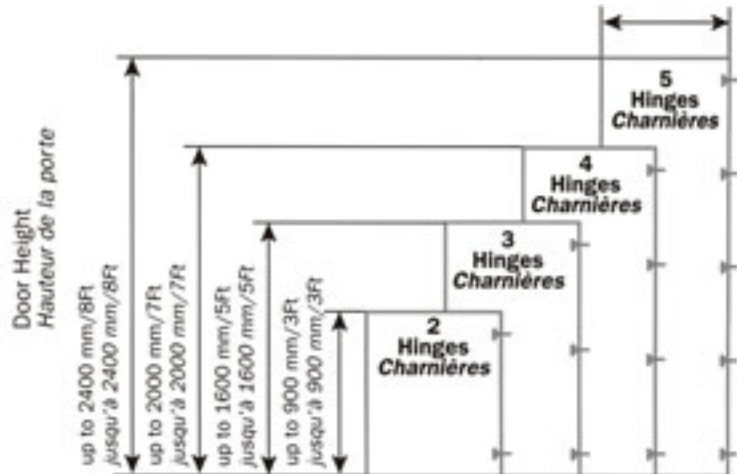 5
Hinges
Charnières
4
Hinges
Charnières
3
Hinges
Charnières
2
Hinges
Charnières
Door Height
Hauteur de la porte
up to 2400 mm/8Ft
jusqu'à 2400 mm/8Ft
up to 2000 mm/7Ft
jusqu'à 2000 mm/7Ft
up to 1600 mm/5Ft
jusqu'à 1600 mm/5Ft
up to 900 mm/3Ft
jusqu'à 900 mm/3Ft